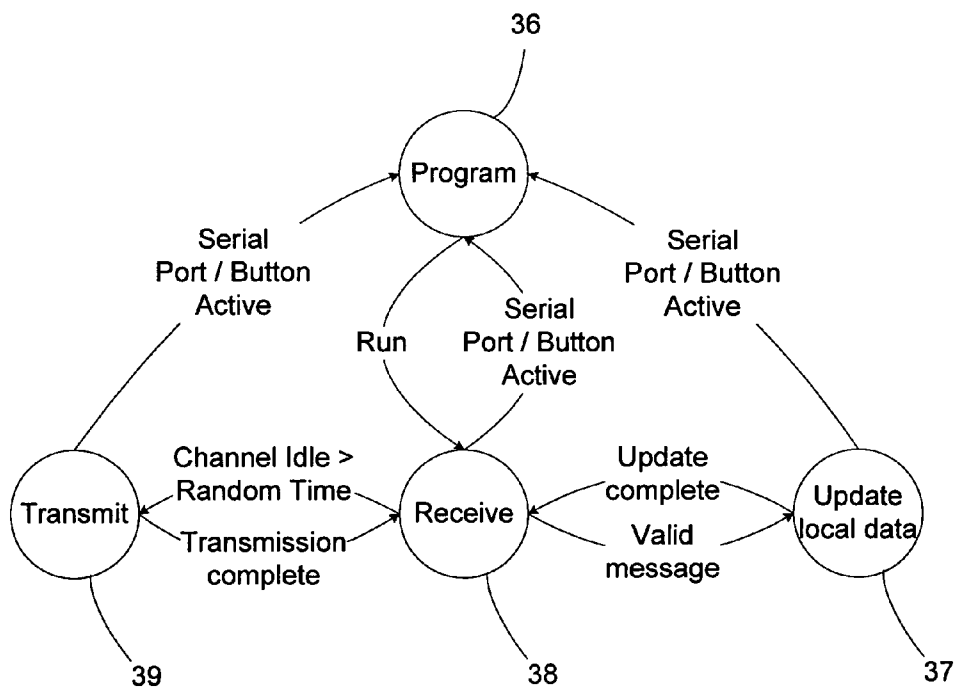 36
Program
Serial
Port / Button
Active
Serial
Port / Button
Active
Run
Serial
Port / Button
Active
Channel Idle >
Random Time
Transmit
Transmission
complete
Receive
Update
complete
Valid
message
Update
local data
39
38
37